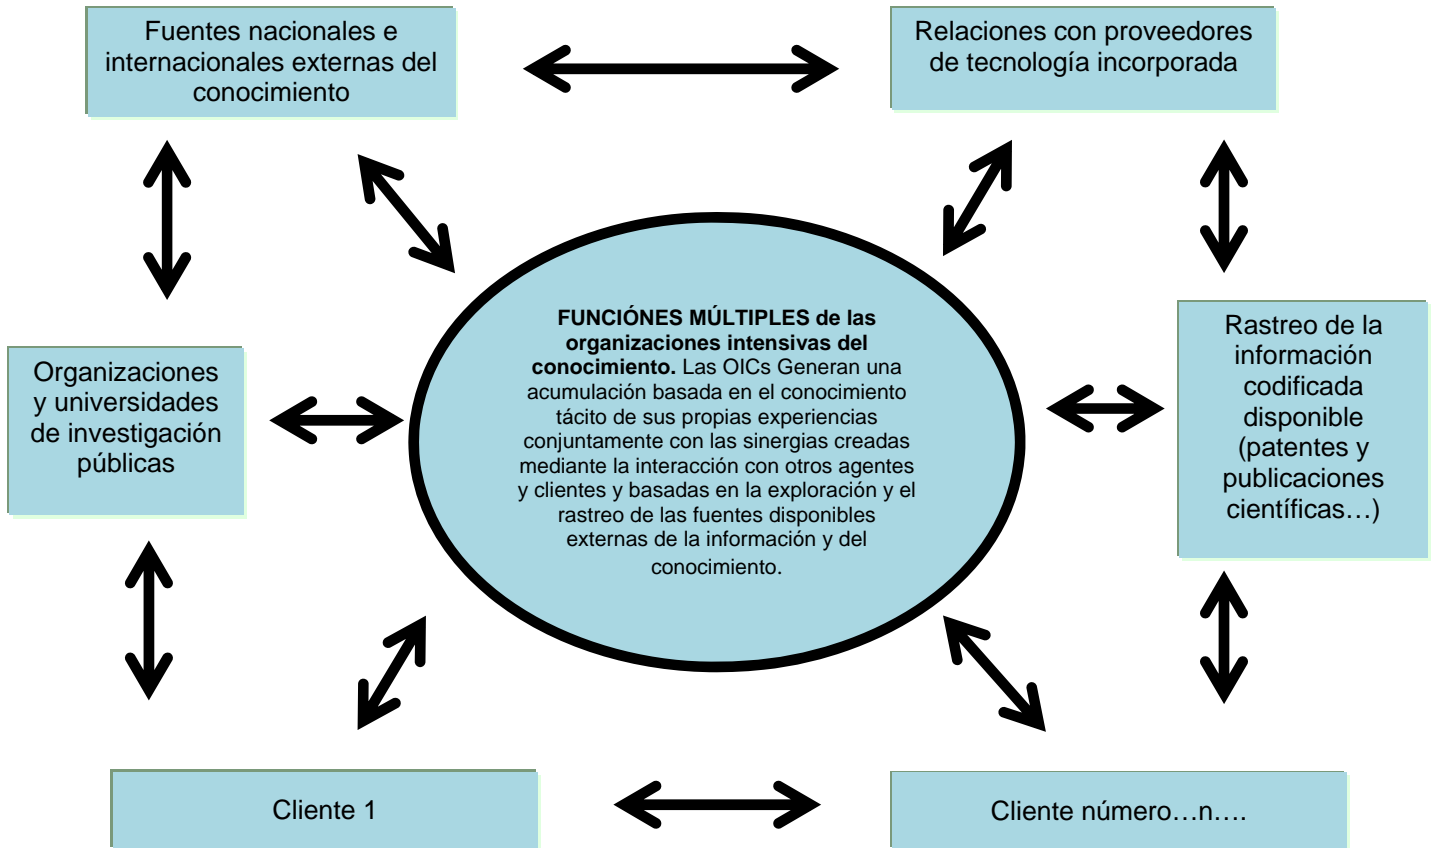 Fuentes nacionales e
internacionales externas del
conocimiento
Relaciones con proveedores
de tecnología incorporada
FUNCIÓNES MÚLTIPLES de las
organizaciones intensivas del
conocimiento. Las OICs Generan una
acumulación basada en el conocimiento
tácito de sus propias experiencias
conjuntamente con las sinergias creadas
mediante la interacción con otros agentes
y clientes y basadas en la exploración y el
rastreo de las fuentes disponibles
externas de la información y del
conocimiento.
Organizaciones
y universidades
de investigación
públicas
Rastreo de la
información
codificada
disponible
(patentes y
publicaciones
científicas…)
Cliente 1
Cliente número…n….